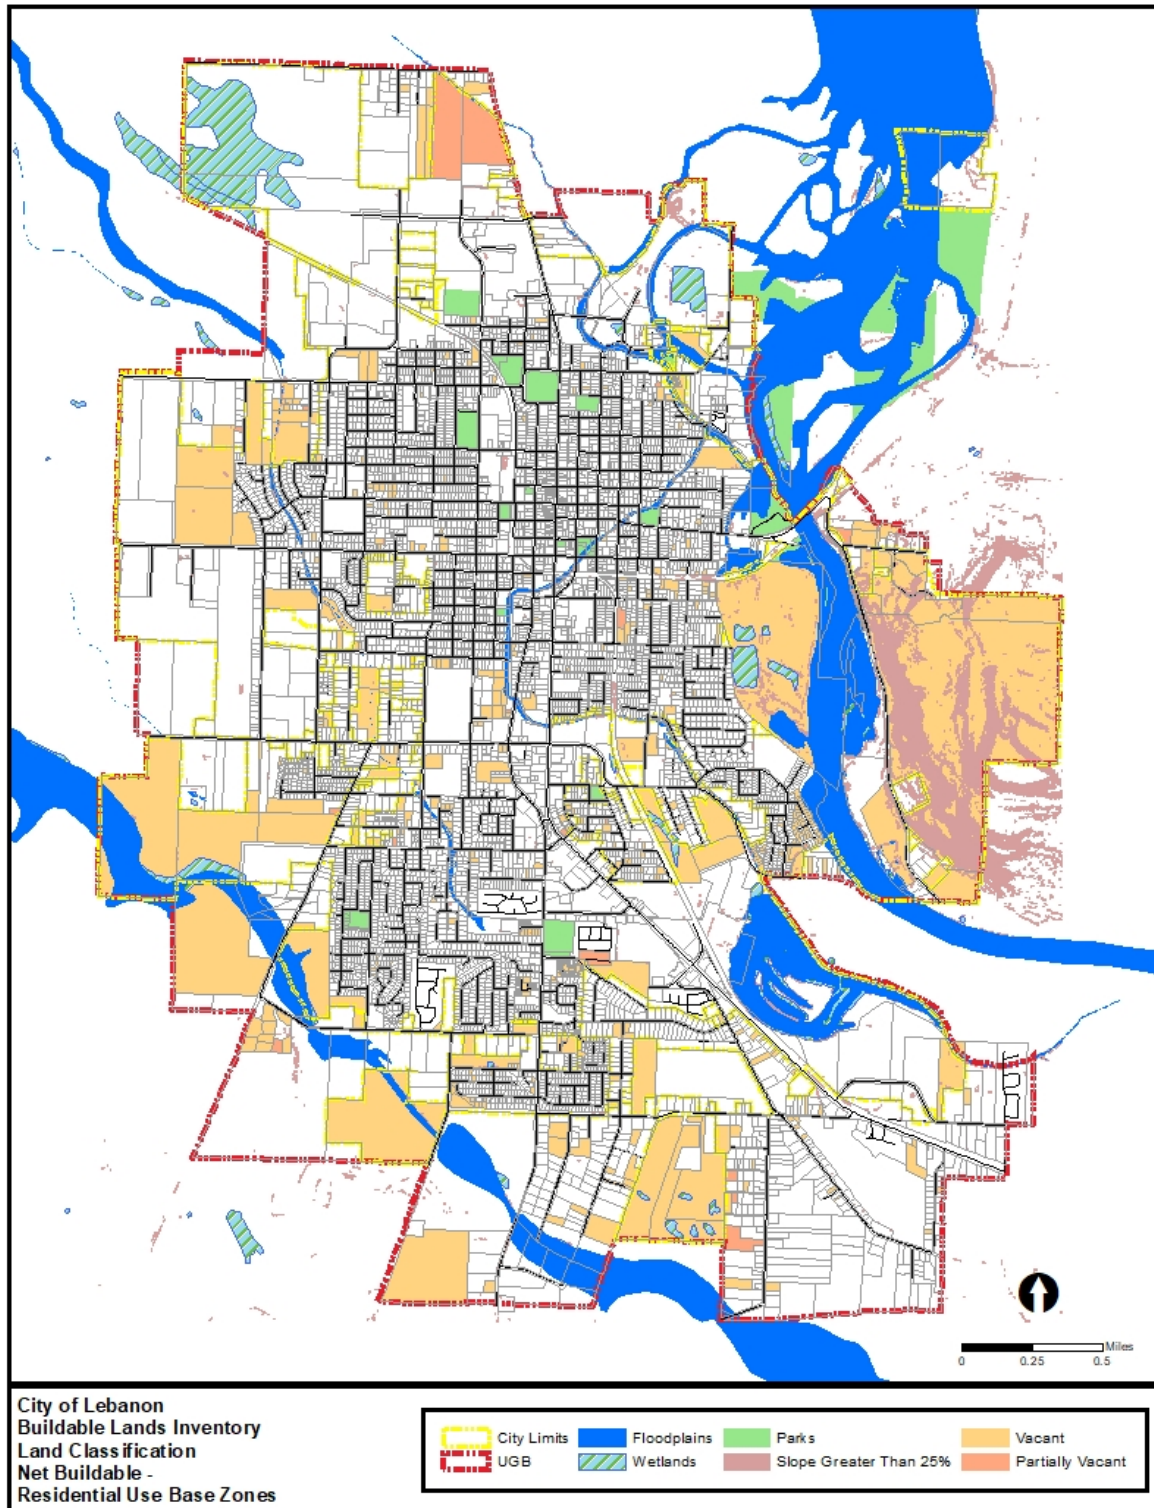 Miles
0 0.25 0.5
City of Lebanon
Buildable Lands Inventory
Land Classification
Net Buildable -
Residential Use Base Zones
City Limits Floodplains Parks Vacant
UGB Wetlands Slope Greater Than 25% Partially Vacant